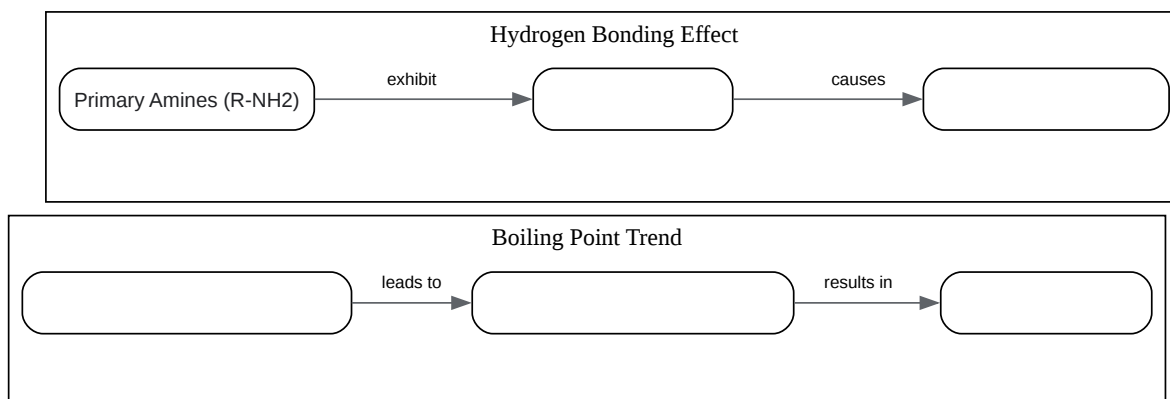 Hydrogen Bonding Effect
Primary Amines (R-NH2)
exhibit
causes
Boiling Point Trend
leads to
results in